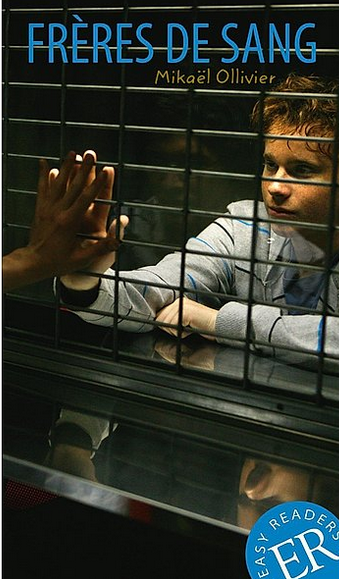 FRÈRES DE SANG
Mikaël Ollivier
EASY READERS
ER